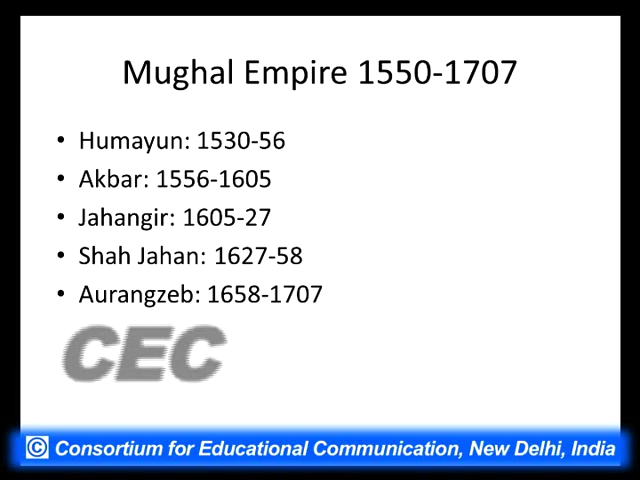 Mughal Empire 1550-1707
• Humayun: 1530-56
• Akbar: 1556-1605
• Jahangir: 1605-27
• Shah Jahan: 1627-58
• Aurangzeb: 1658-1707
CEC
© Consortium for Educational Communication, New Delhi, India